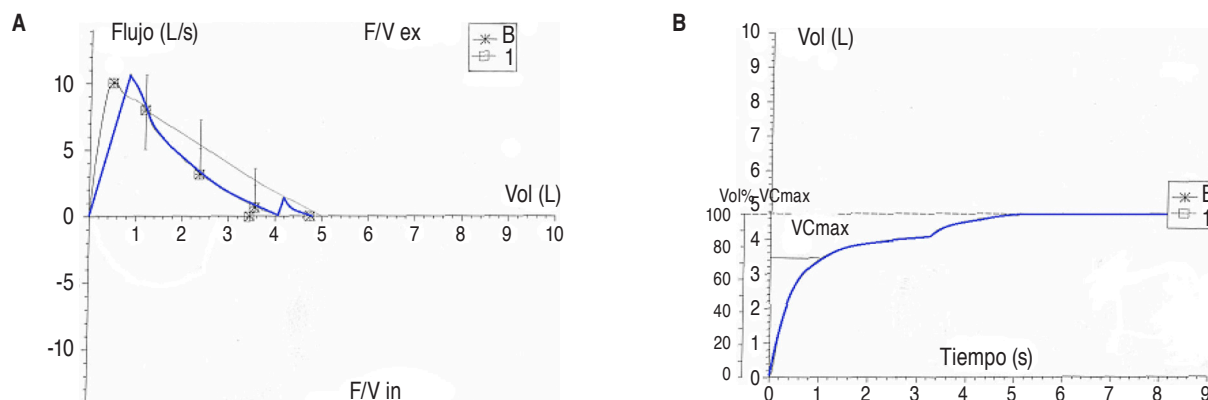 A
Flujo (L/s)
F/V ex
B
1
10
5
0
-5
-10
Vol (L)
1 2 3 4 5 6 7 8 9 10
F/V in
B
Vol (L)
10
9
8
7
6
5
4
3
2
1
0
Vol% VCmax
100
80
60
40
20
0
VCmax
1
Tiempo (s)
0 1 2 3 4 5 6 7 8 9